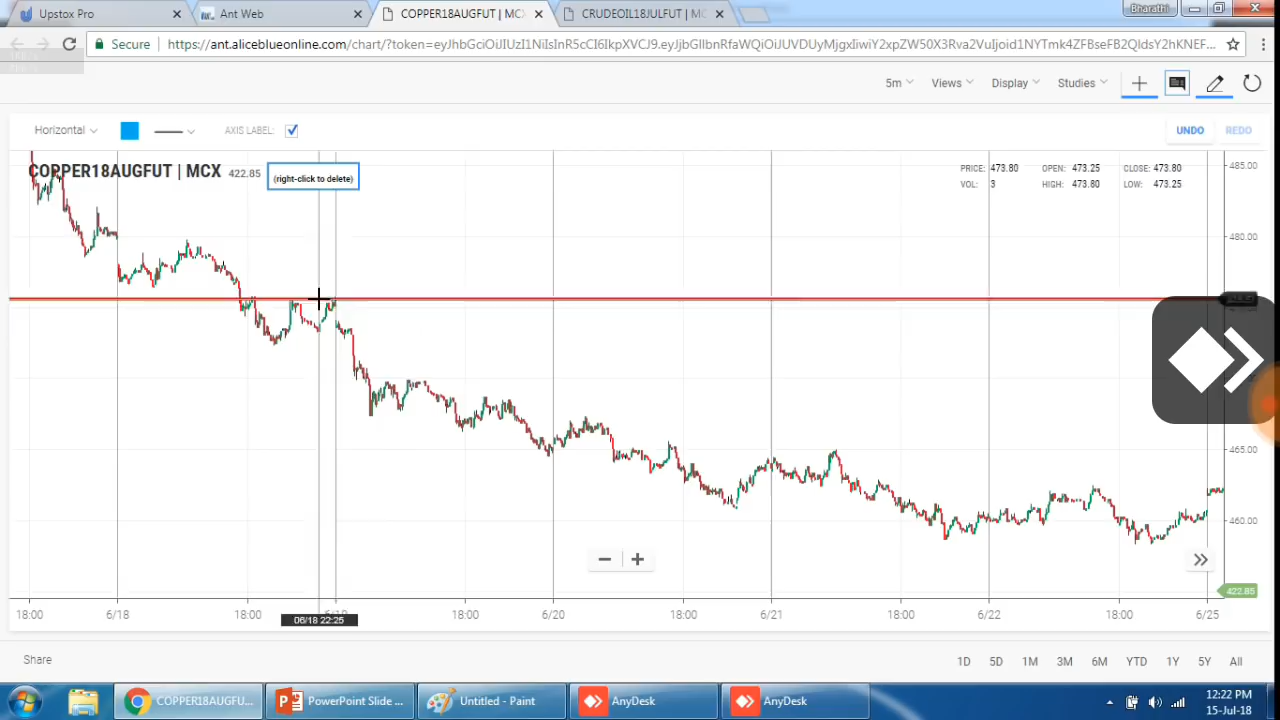 Upstox Pro
Ant Web
COPPER18AUGFUT | MCX
CRUDEOIL18JULFUT | MC
Bharathi
Secure
https://ant.aliceblueonline.com/chart/?token=
5m
Views
Display
Studies
Horizontal
AXIS LABEL:
UNDO
REDO
COPPER18AUGFUT | MCX 422.85
(right-click to delete)
PRICE: 473.80 OPEN: 473.25 CLOSE: 473.80
VOL: 3 HIGH: 473.80 LOW: 473.25
485.00
480.00
465.00
460.00
422.85
18:00 6/18 18:00 18:00 6/20 18:00 6/21 18:00 6/22 18:00 6/25
06/18 22:25
Share
1D 5D 1M 3M 6M YTD 1Y 5Y All
COPPER18AUGFU...
PowerPoint Slide ...
Untitled - Paint
AnyDesk
AnyDesk
12:22 PM
15-Jul-18